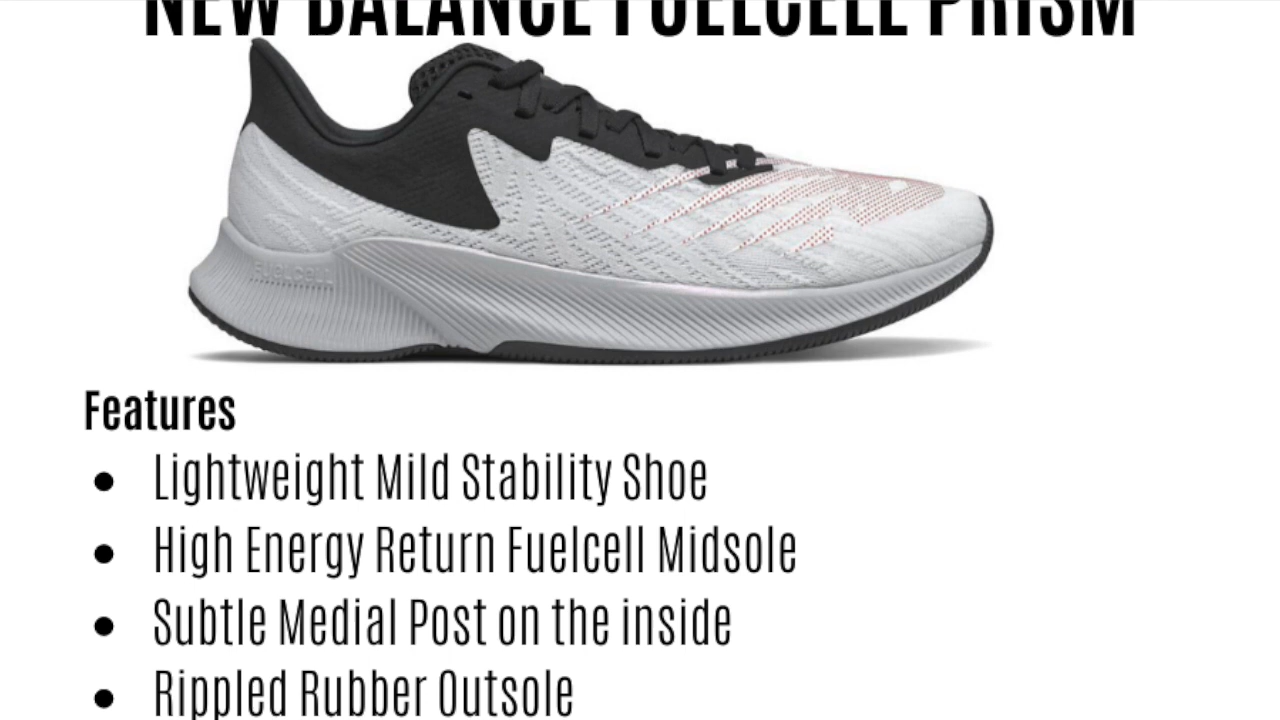 NEW BALANCE FUELCELL PRISM
FUELCELL
Features
Lightweight Mild Stability Shoe
High Energy Return Fuelcell Midsole
Subtle Medial Post on the inside
Rippled Rubber Outsole